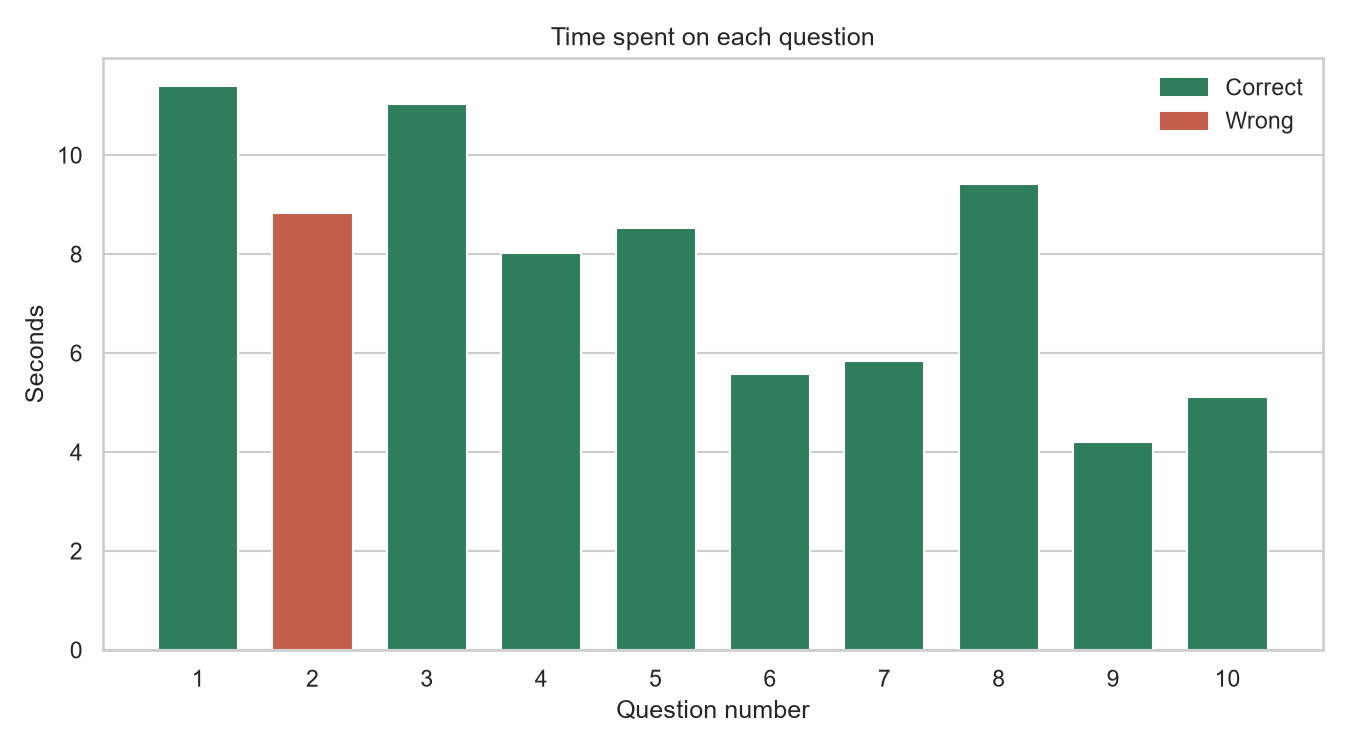 Time spent on each question
Correct
Wrong
10
8
6
4
2
0
Seconds
1 2 3 4 5 6 7 8 9 10
Question number